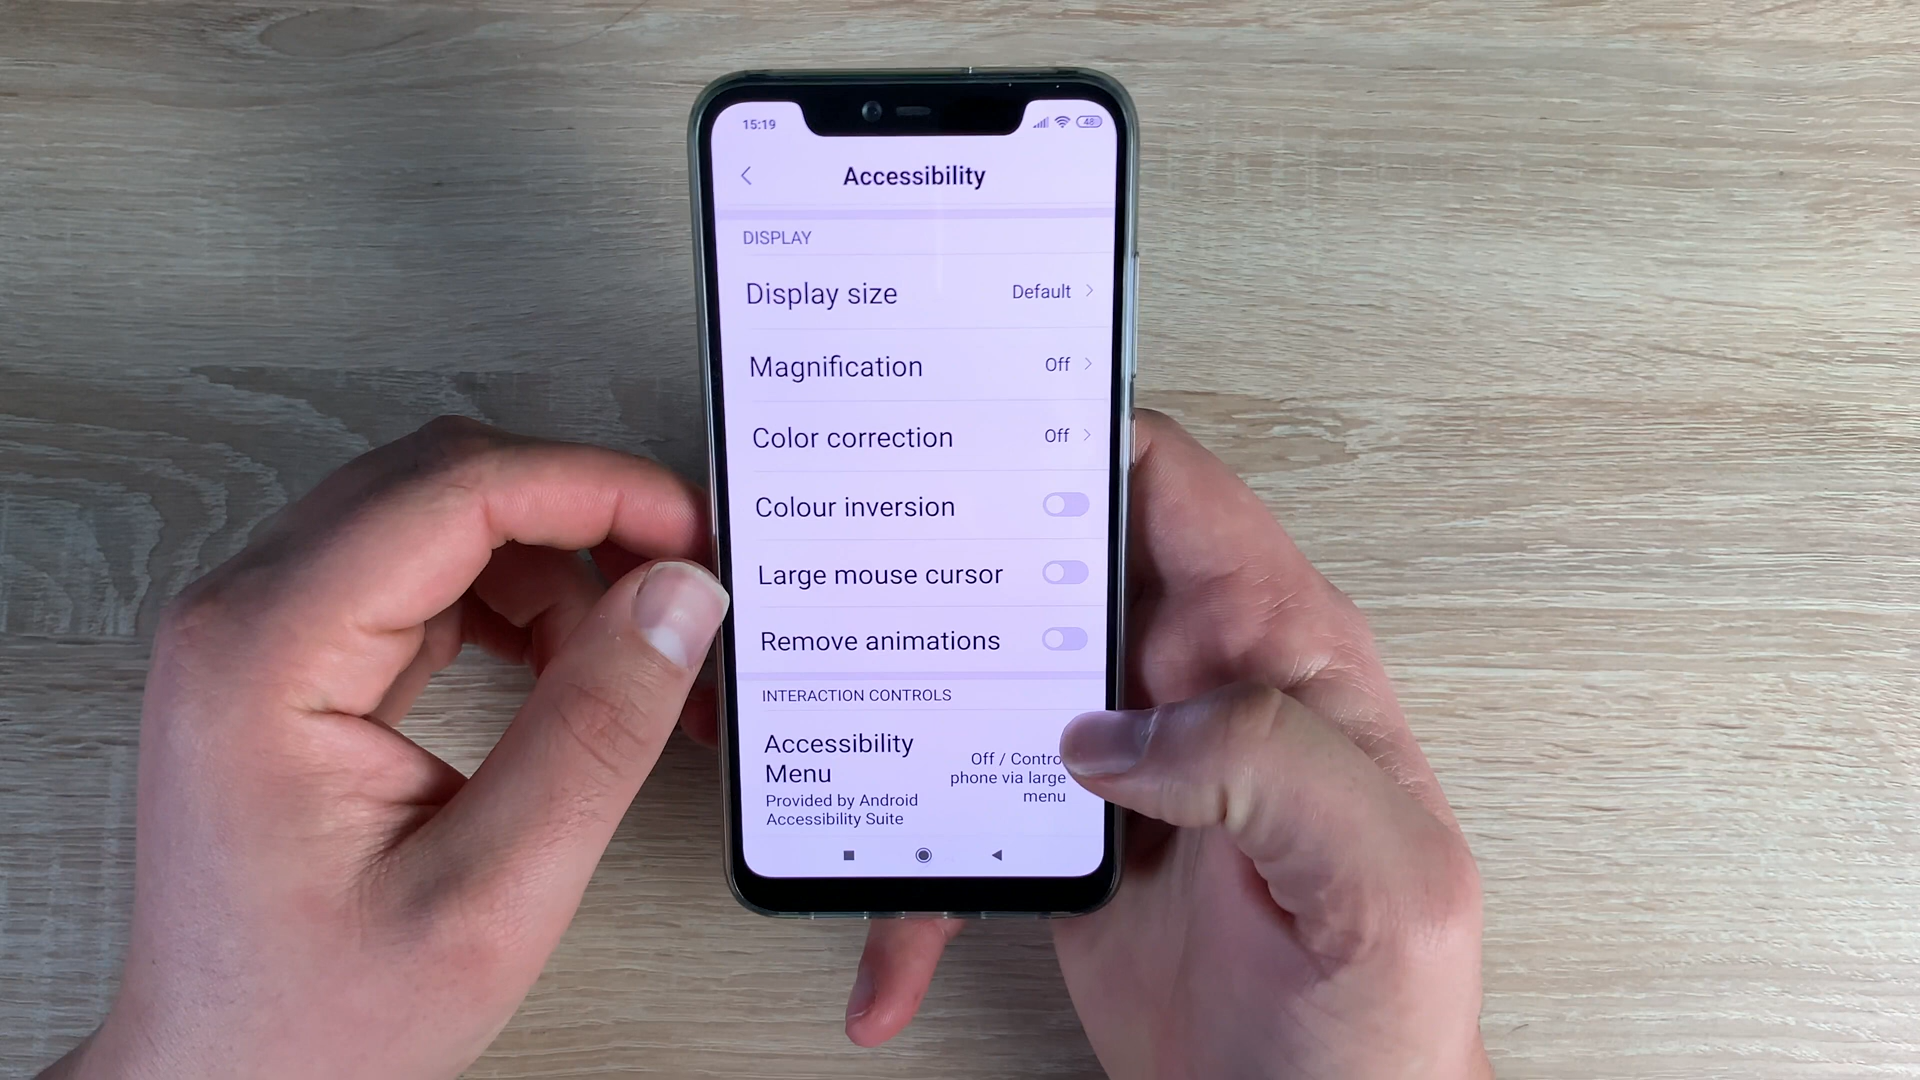 15:19
48
Accessibility
DISPLAY
Display size Default
Magnification Off
Color correction Off
Colour inversion
Large mouse cursor
Remove animations
INTERACTION CONTROLS
Accessibility
Menu
Provided by Android
Accessibility Suite
Off / Contro
phone via large
menu